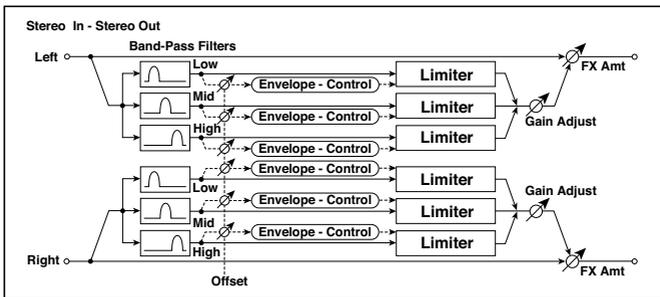 Stereo In - Stereo Out
Band-Pass Filters
Left
Low
FX Amt
Envelope - Control
Limiter
Mid
Envelope - Control
Limiter
Gain Adjust
High
Envelope - Control
Limiter
Envelope - Control
Low
Limiter
Gain Adjust
Envelope - Control
Mid
Limiter
Envelope - Control
High
Limiter
Right
FX Amt
Offset